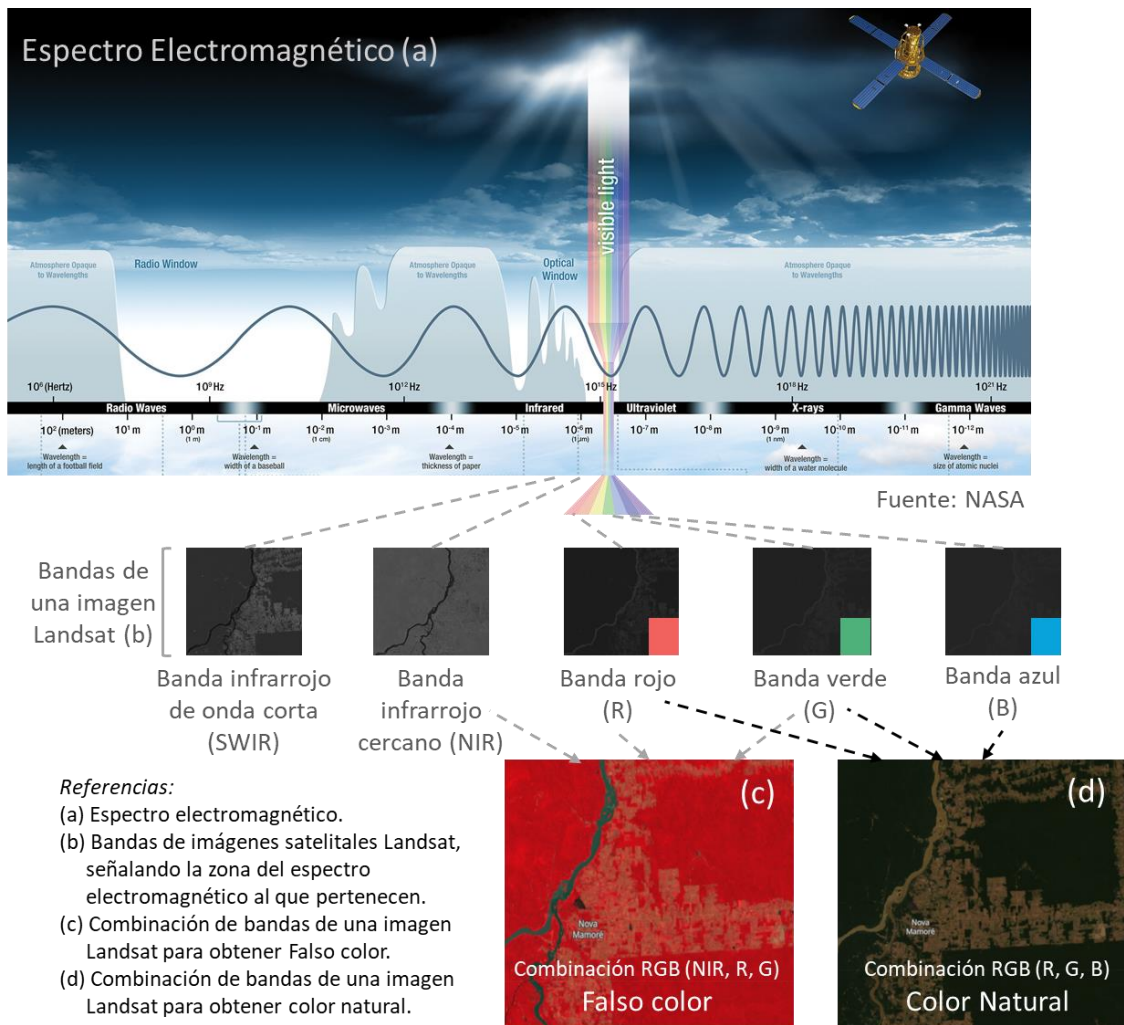 Espectro Electromagnético (a)
visible light
Atmosphere Opaque
to Wavelengths
Radio Window
Atmosphere Opaque
to Wavelengths
Optical
Window
Atmosphere Opaque
to Wavelengths
10⁶ (Hertz)
10⁹ Hz
10¹² Hz
10¹⁵ Hz
10¹⁸ Hz
10²¹ Hz
Radio Waves
Microwaves
Infrared
Ultraviolet
X-rays
Gamma Waves
10² (meters)
10¹ m
10⁰ m
(1 m)
10⁻¹ m
10⁻² m
(1 cm)
10⁻³ m
10⁻⁴ m
10⁻⁵ m
10⁻⁶ m
(1 μm)
10⁻⁷ m
10⁻⁸ m
10⁻⁹ m
(1 nm)
10⁻¹⁰ m
10⁻¹¹ m
10⁻¹² m
Wavelength =
length of a football field
Wavelength =
width of a baseball
Wavelength =
thickness of paper
Wavelength =
width of a water molecule
Wavelength =
size of atomic nuclei
Fuente: NASA
Bandas de
una imagen
Landsat (b)
Banda infrarrojo
de onda corta
(SWIR)
Banda
infrarrojo
cercano (NIR)
Banda rojo
(R)
Banda verde
(G)
Banda azul
(B)
Referencias:
(a) Espectro electromagnético.
(b) Bandas de imágenes satelitales Landsat,
señalando la zona del espectro
electromagnético al que pertenecen.
(c) Combinación de bandas de una imagen
Landsat para obtener Falso color.
(d) Combinación de bandas de una imagen
Landsat para obtener color natural.
(c)
Nova
Mamoré
Combinación RGB (NIR, R, G)
Falso color
(d)
Nova
Mamoré
Combinación RGB (R, G, B)
Color Natural